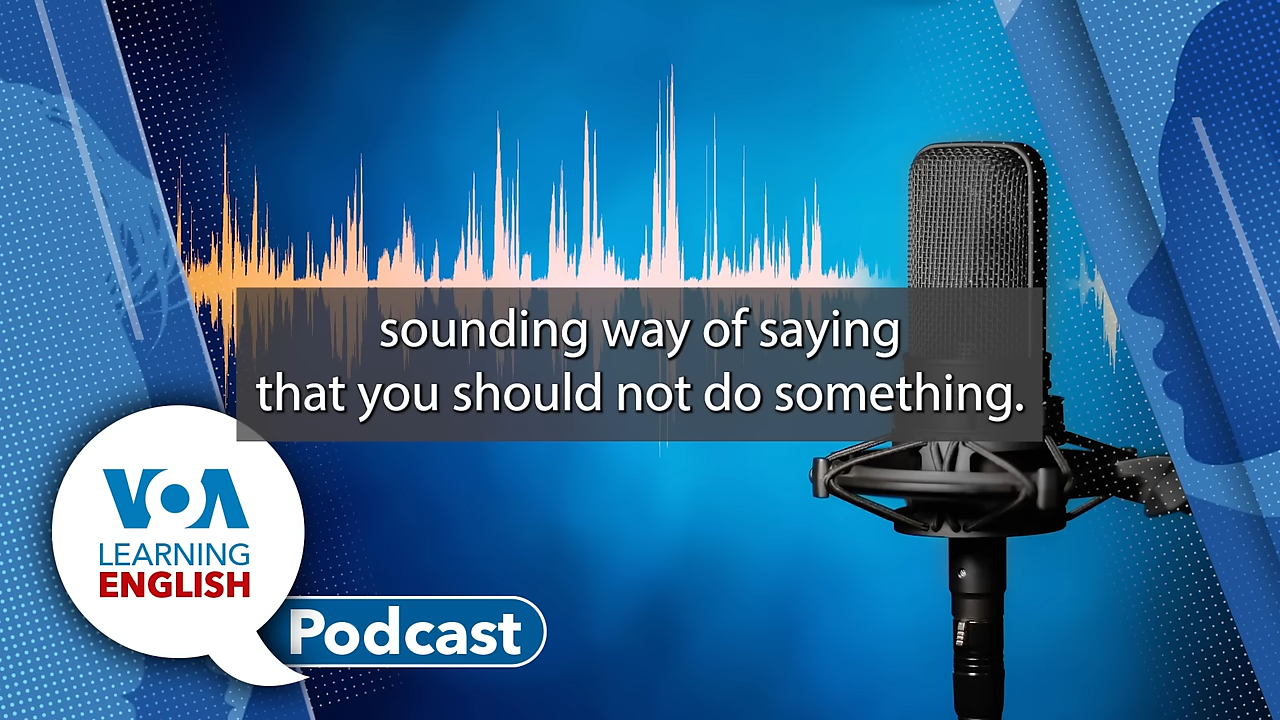 sounding way of saying
that you should not do something.
VOA
LEARNING
ENGLISH
Podcast